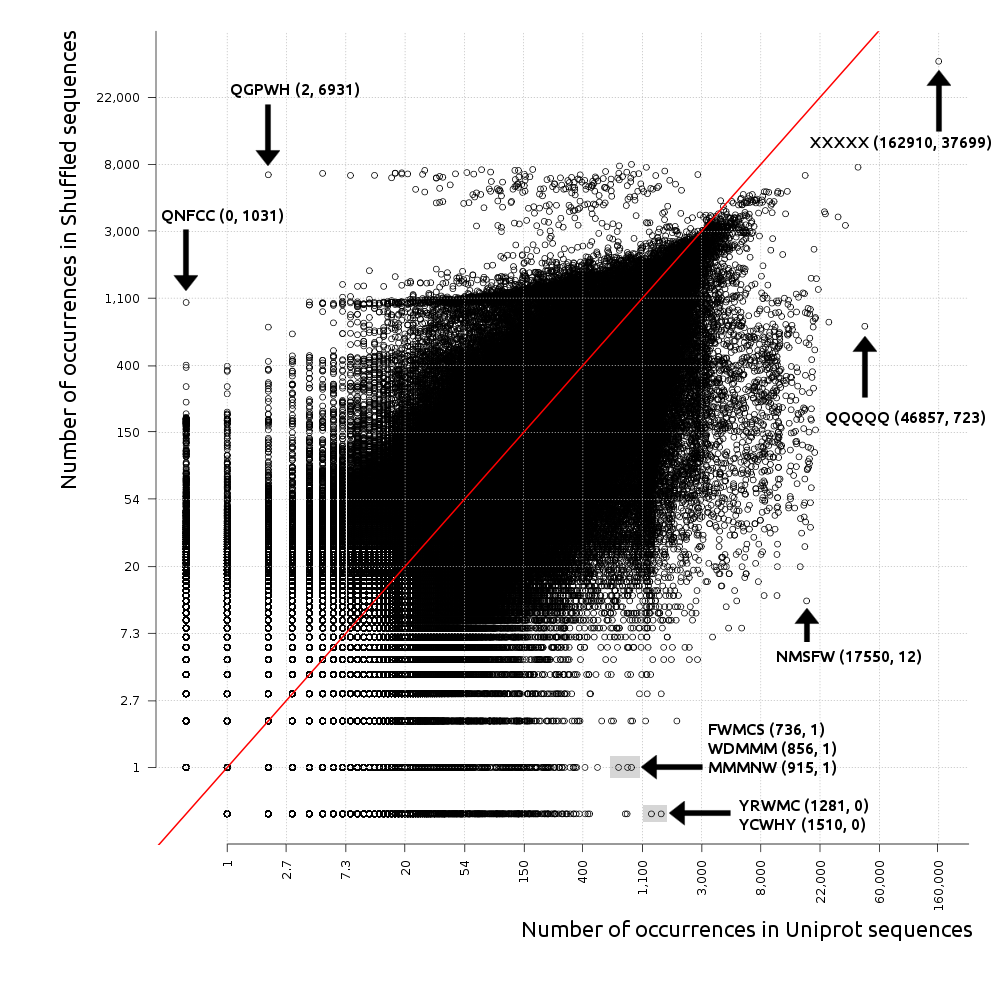 Number of occurrences in Shuffled sequences
22,000
8,000
3,000
1,100
400
150
54
20
7.3
2.7
1
QGPWH (2, 6931)
QNFCC (0, 1031)
XXXXX (162910, 37699)
QQQQQ (46857, 723)
NMSFW (17550, 12)
FWMCS (736, 1)
WDMMM (856, 1)
MMMNW (915, 1)
YRWMC (1281, 0)
YCWHY (1510, 0)
1
2.7
7.3
20
54
150
400
1,100
3,000
8,000
22,000
60,000
160,000
Number of occurrences in Uniprot sequences